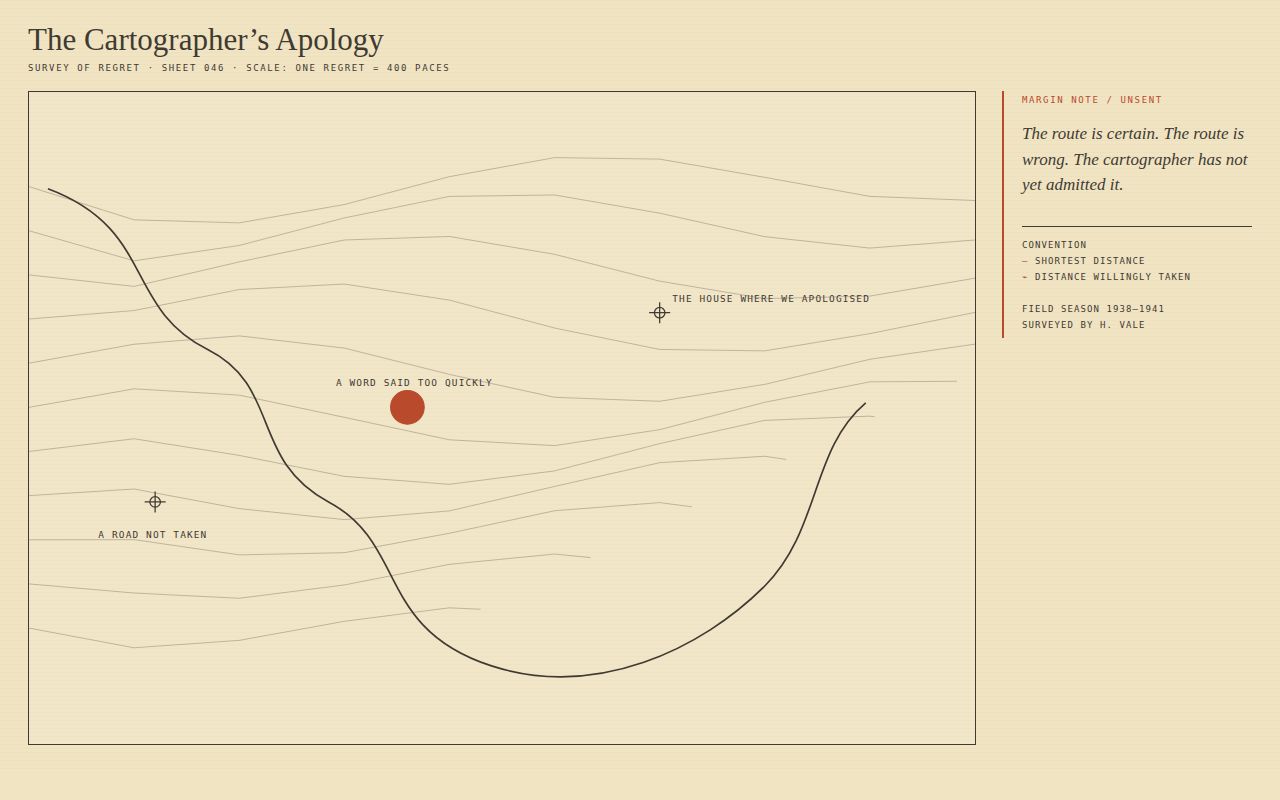 The Cartographer’s Apology
SURVEY OF REGRET · SHEET 046 · SCALE: ONE REGRET = 400 PACES
MARGIN NOTE / UNSENT
The route is certain. The route is
wrong. The cartographer has not
yet admitted it.
CONVENTION
— SHORTEST DISTANCE
~ DISTANCE WILLINGLY TAKEN
FIELD SEASON 1938—1941
SURVEYED BY H. VALE
THE HOUSE WHERE WE APOLOGISED
A WORD SAID TOO QUICKLY
A ROAD NOT TAKEN